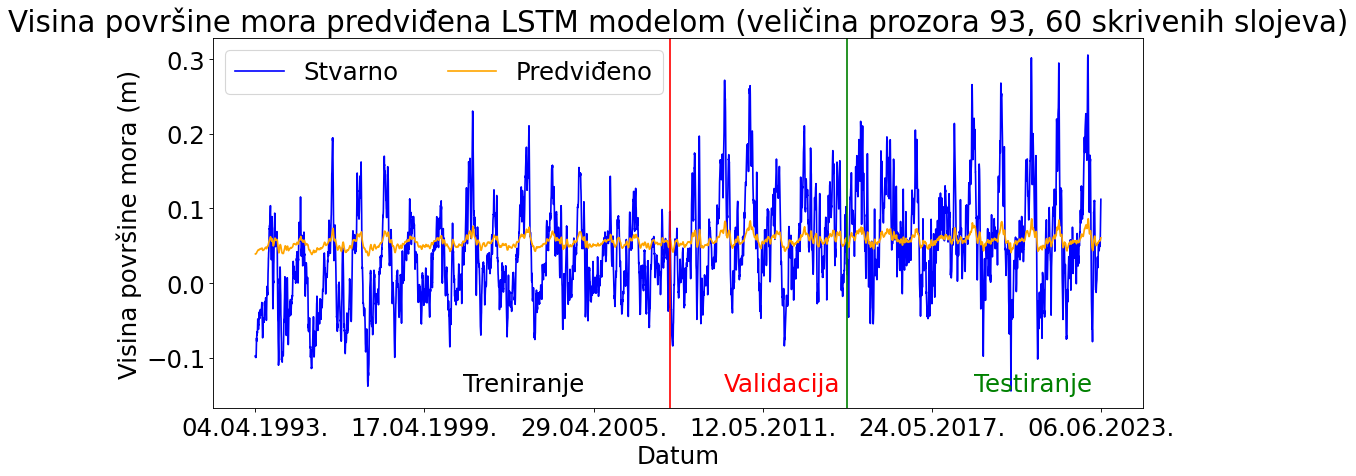 Visina površine mora predviđena LSTM modelom (veličina prozora 93, 60 skrivenih slojeva)
Stvarno Predviđeno
Visina površine mora (m)
0.3
0.2
0.1
0.0
−0.1
Treniranje Validacija Testiranje
04.04.1993. 17.04.1999. 29.04.2005. 12.05.2011. 24.05.2017. 06.06.2023.
Datum